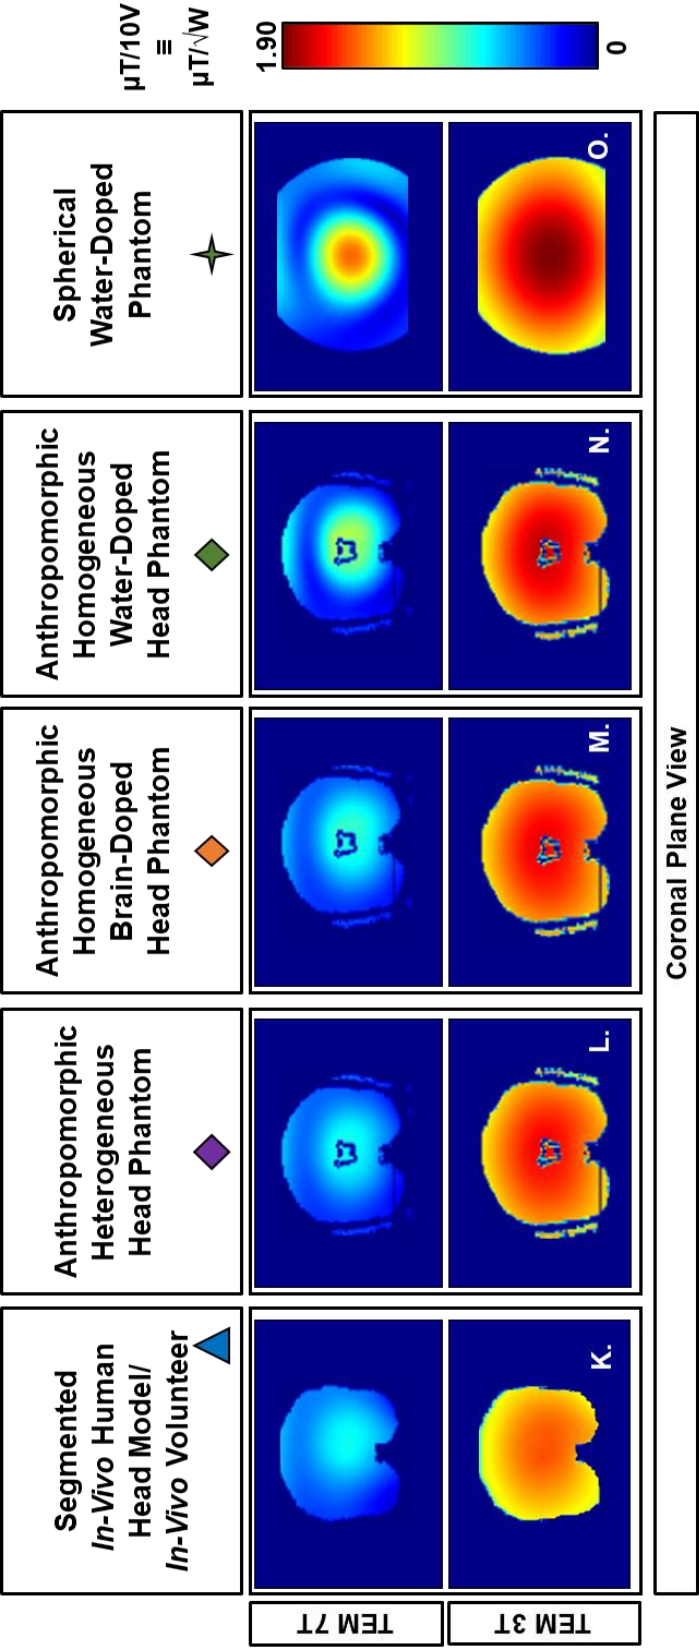 Segmented
In-Vivo Human
Head Model/
In-Vivo Volunteer
Anthropomorphic
Heterogeneous
Head Phantom
Anthropomorphic
Homogeneous
Brain-Doped
Head Phantom
Anthropomorphic
Homogeneous
Water-Doped
Head Phantom
Spherical
Water-Doped
Phantom
µT/10V
≡
µT/√W
1.90
0
TEM 7T
TEM 3T
K.
L.
M.
N.
O.
Coronal Plane View